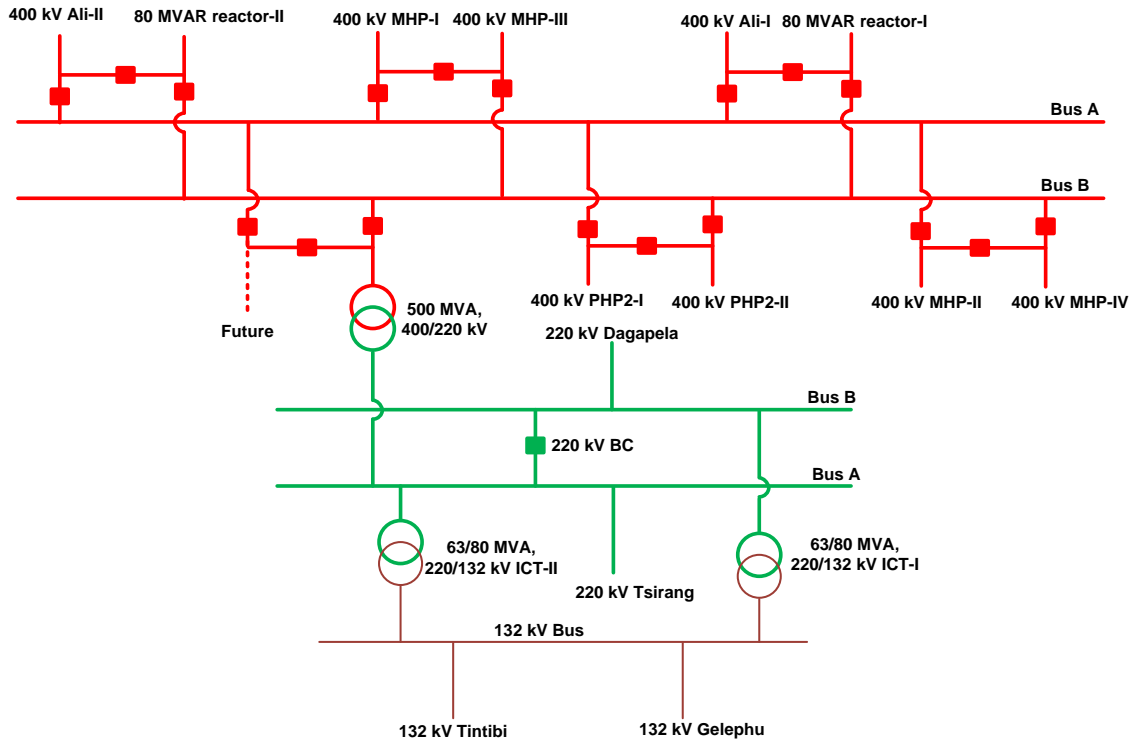 400 kV Ali-II
80 MVAR reactor-II
400 kV MHP-I
400 kV MHP-III
400 kV Ali-I
80 MVAR reactor-I
Bus A
Bus B
Future
500 MVA,
400/220 kV
400 kV PHP2-I
400 kV PHP2-II
400 kV MHP-II
400 kV MHP-IV
220 kV Dagapela
Bus B
220 kV BC
Bus A
63/80 MVA,
220/132 kV ICT-II
220 kV Tsirang
63/80 MVA,
220/132 kV ICT-I
132 kV Bus
132 kV Tintibi
132 kV Gelephu